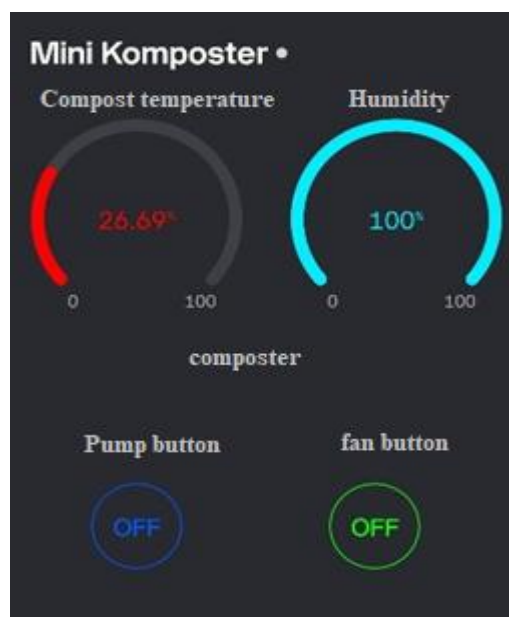 Mini Komposter •
Compost temperature Humidity
26.69% 100%
0 100 0 100
composter
Pump button fan button
OFF OFF